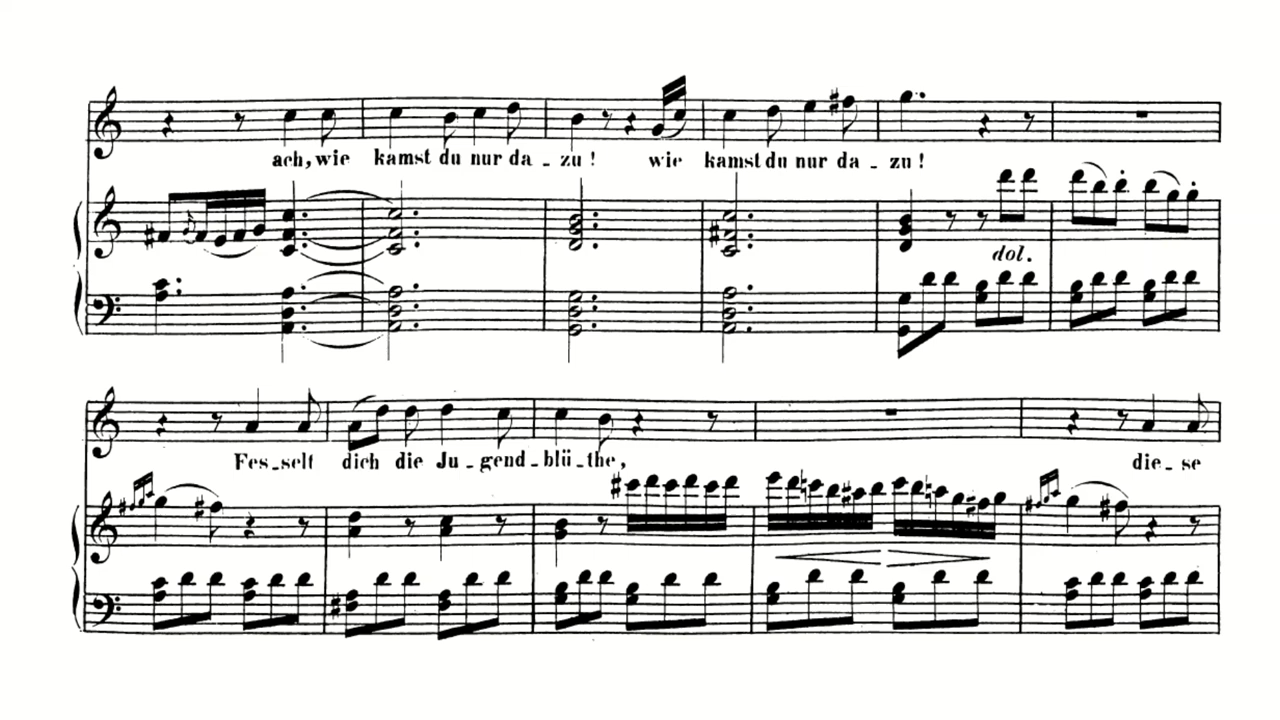 ach, wie kamst du nur da - zu! wie kamst du nur da - zu!
dol.
Fes - selt dich die Ju - gend - blü - the, die - se